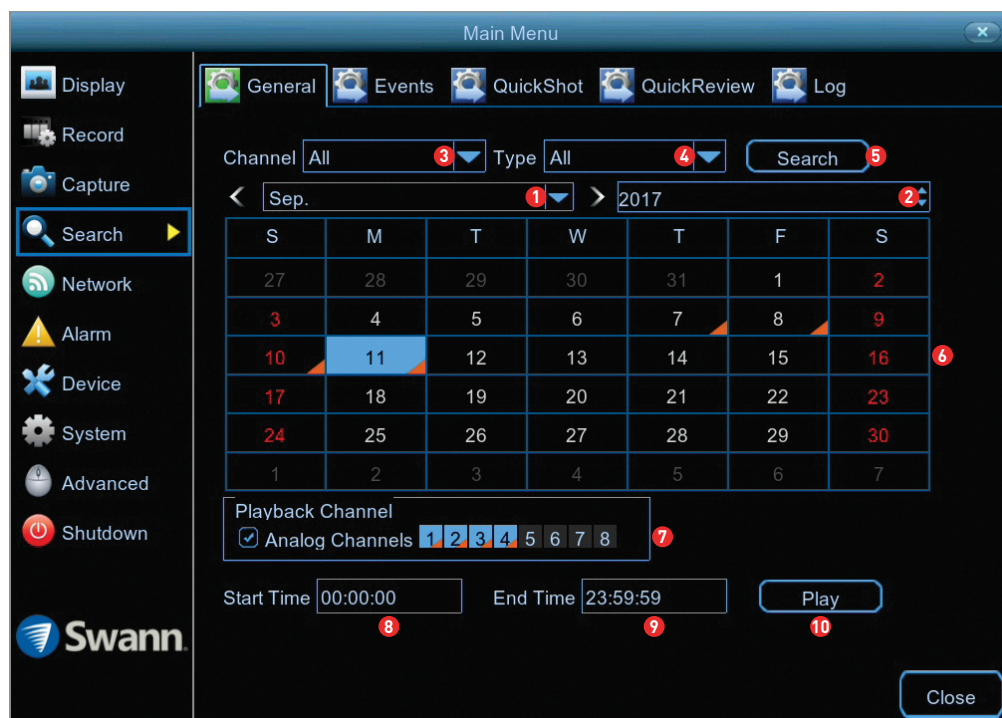 Main Menu
Display
Record
Capture
Search
Network
Alarm
Device
System
Advanced
Shutdown
Swann.
General Events QuickShot QuickReview Log
Channel All 3 Type All 4 Search 5
Sep. 1 2017 2
S M T W T F S
27 28 29 30 31 1 2
3 4 5 6 7 8 9
10 11 12 13 14 15 16 6
17 18 19 20 21 22 23
24 25 26 27 28 29 30
1 2 3 4 5 6 7
Playback Channel
Analog Channels 1 2 3 4 5 6 7 8 7
Start Time 00:00:00 End Time 23:59:59 Play
8 9 10
Close